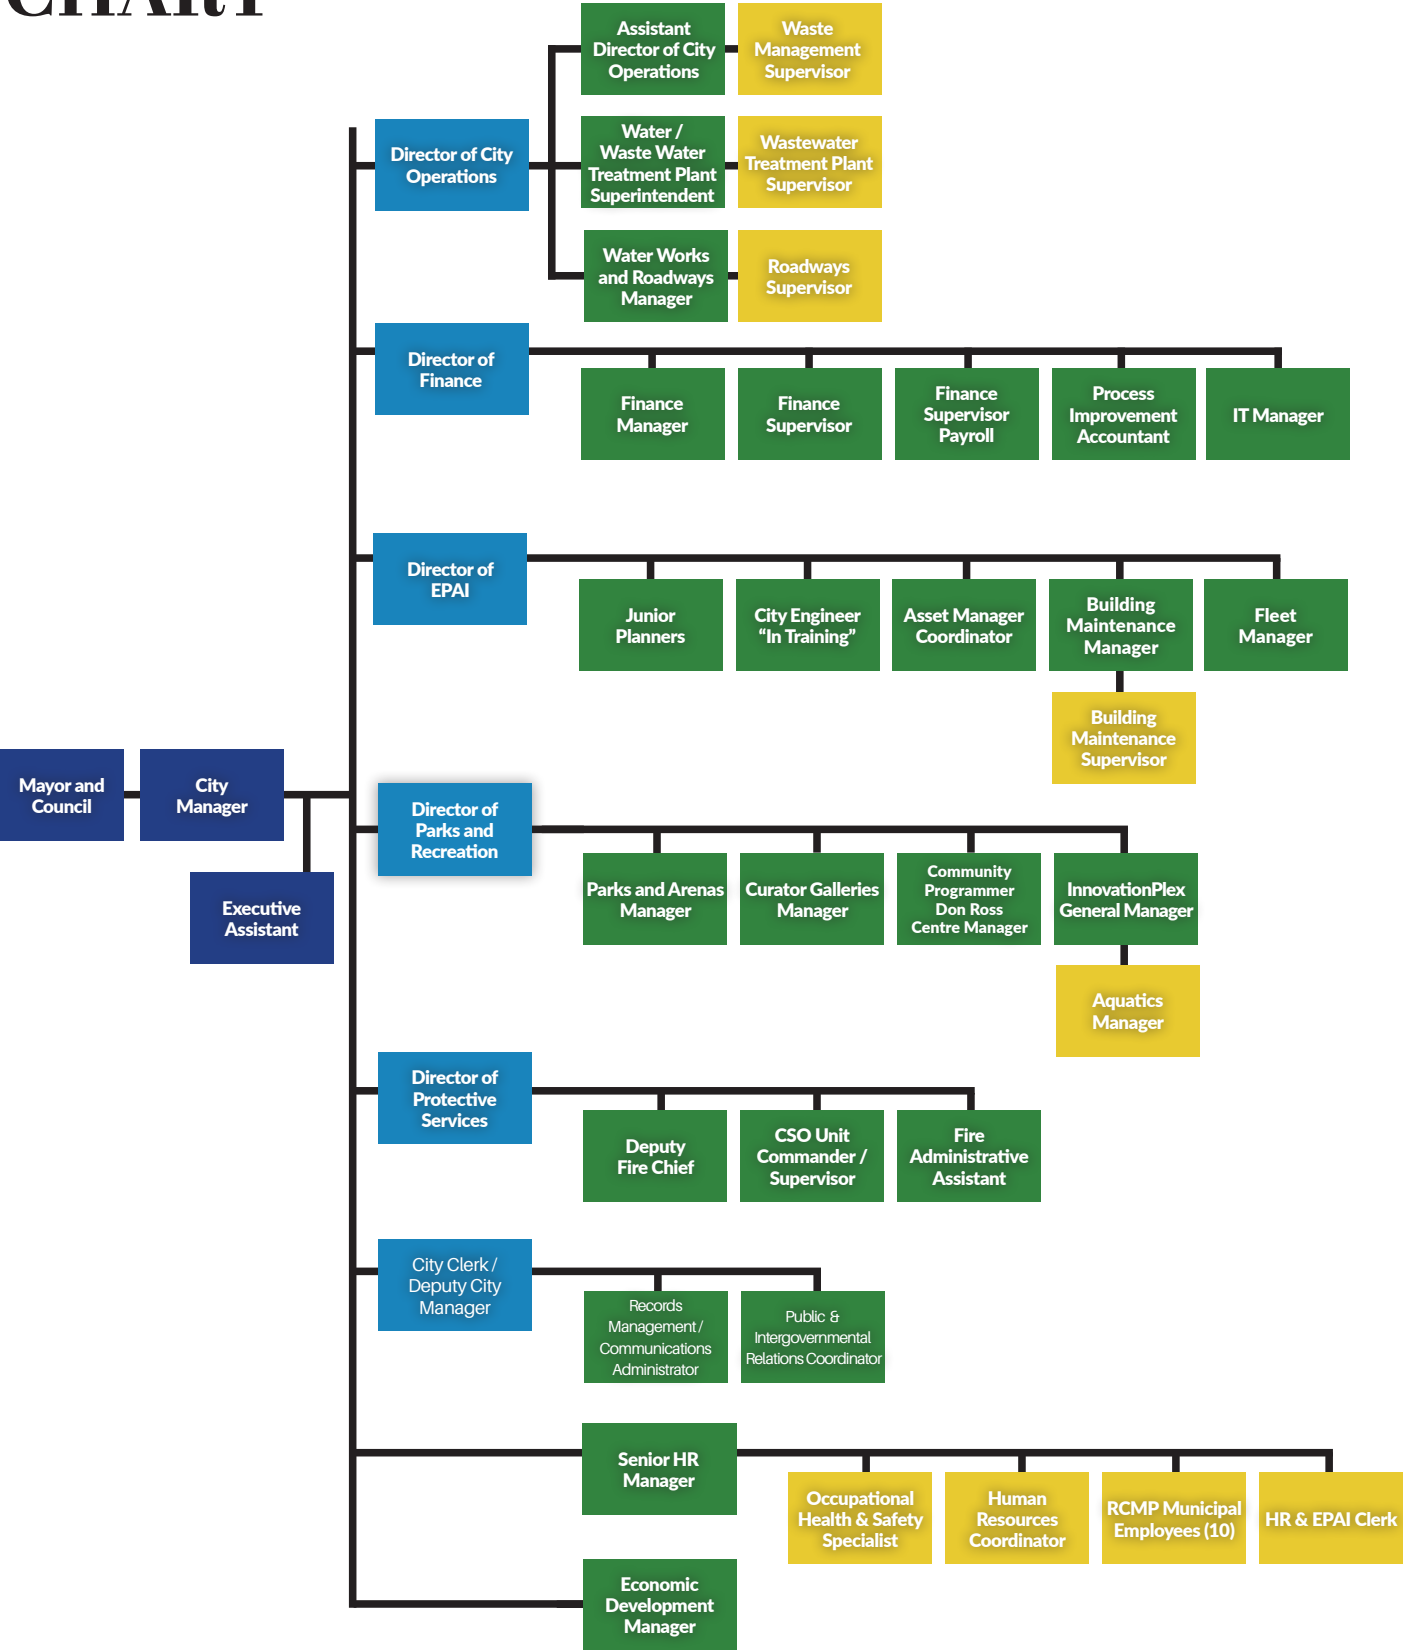 CHART
Assistant
Director of City
Operations
Waste
Management
Supervisor
Director of City
Operations
Water /
Waste Water
Treatment Plant
Superintendent
Wastewater
Treatment Plant
Supervisor
Water Works
and Roadways
Manager
Roadways
Supervisor
Director of
Finance
Finance
Manager
Finance
Supervisor
Finance
Supervisor
Payroll
Process
Improvement
Accountant
IT Manager
Director of
EPAI
Junior
Planners
City Engineer
“In Training”
Asset Manager
Coordinator
Building
Maintenance
Manager
Fleet
Manager
Building
Maintenance
Supervisor
Mayor and
Council
City
Manager
Executive
Assistant
Director of
Parks and
Recreation
Parks and Arenas
Manager
Curator Galleries
Manager
Community
Programmer
Don Ross
Centre Manager
InnovationPlex
General Manager
Aquatics
Manager
Director of
Protective
Services
Deputy
Fire Chief
CSO Unit
Commander /
Supervisor
Fire
Administrative
Assistant
City Clerk /
Deputy City
Manager
Records
Management /
Communications
Administrator
Public &
Intergovernmental
Relations Coordinator
Senior HR
Manager
Occupational
Health & Safety
Specialist
Human
Resources
Coordinator
RCMP Municipal
Employees (10)
HR & EPAI Clerk
Economic
Development
Manager